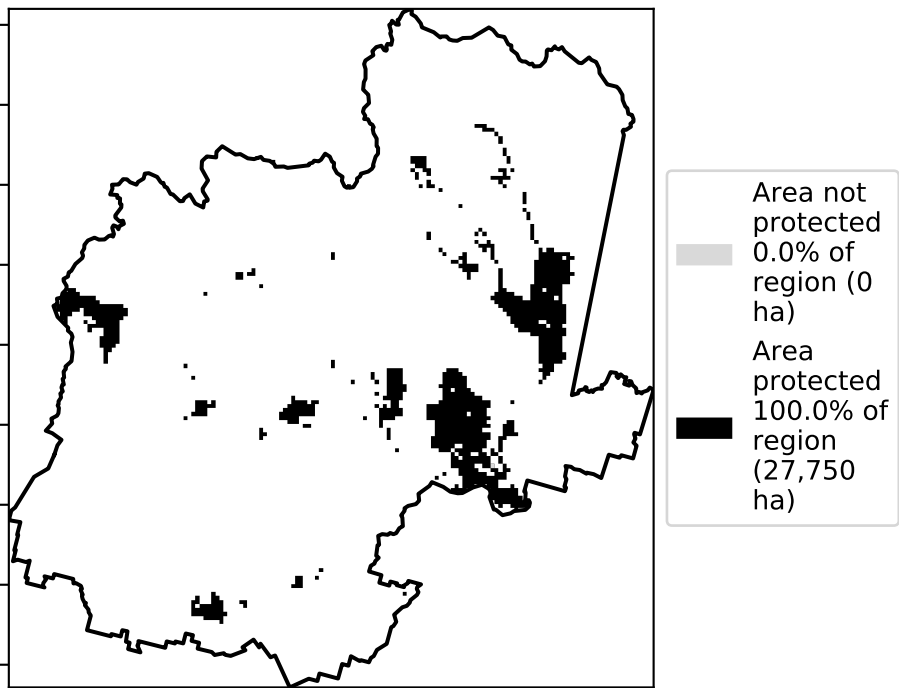 Area not
protected
0.0% of
region (0
ha)
Area
protected
100.0% of
region
(27,750
ha)